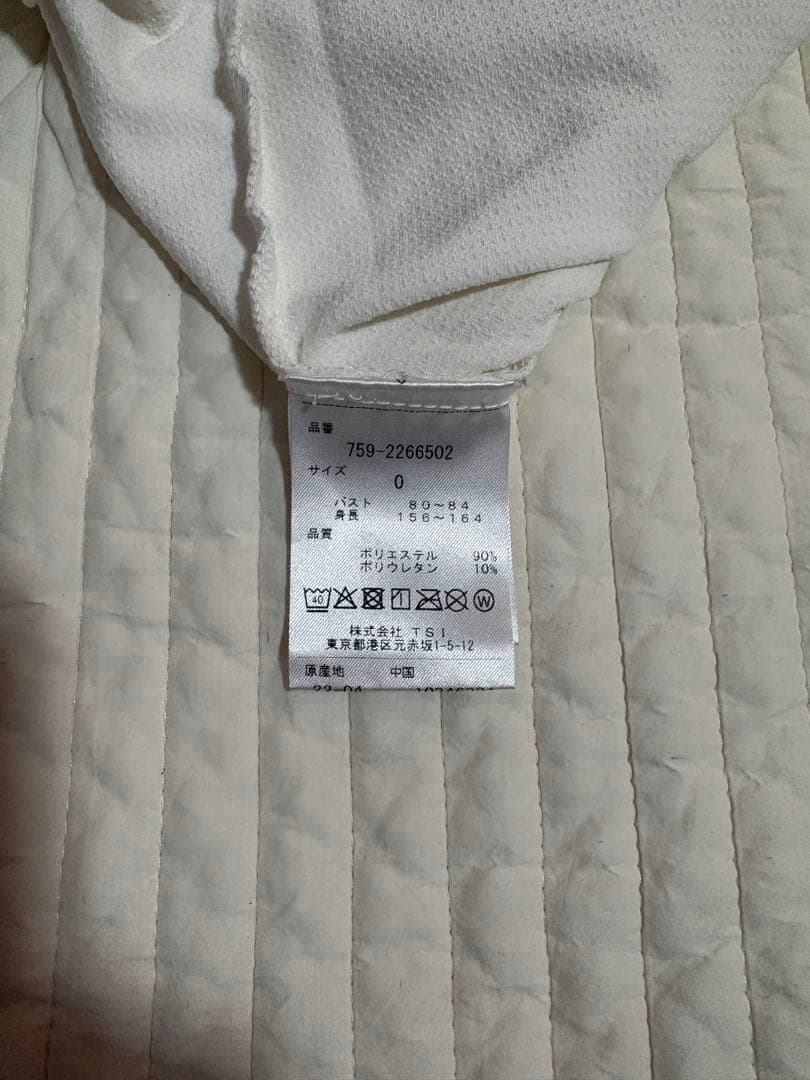 品番
759-2266502
サイズ
0
バスト 80~84
身長 156~164
品質
ポリエステル 90%
ポリウレタン 10%
40 W
株式会社 TSI
東京都港区元赤坂1-5-12
原産地 中国